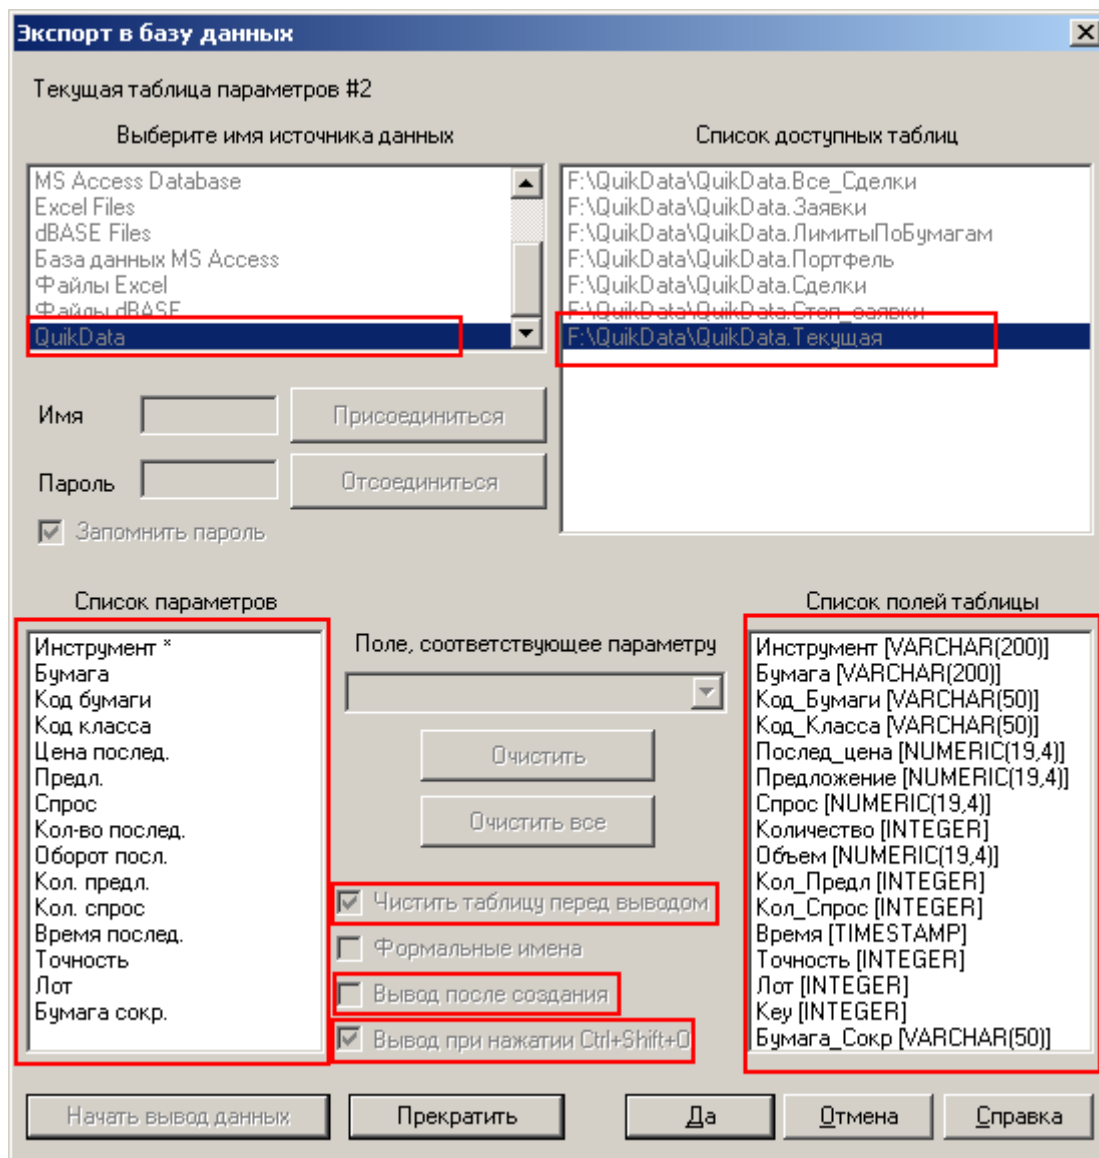 Экспорт в базу данных
Текущая таблица параметров #2
Выберите имя источника данных
MS Access Database
Excel Files
dBASE Files
База данных MS Access
Файлы Excel
Файлы dBASE
QuikData
Список доступных таблиц
F:\QuikData\QuikData.Все_Сделки
F:\QuikData\QuikData.Заявки
F:\QuikData\QuikData.ЛимитыПоБумагам
F:\QuikData\QuikData.Портфель
F:\QuikData\QuikData.Сделки
F:\QuikData\QuikData.Стоп_заявки
F:\QuikData\QuikData.Текущая
Имя
Присоединиться
Пароль
Отсоединиться
Запомнить пароль
Список параметров
Инструмент *
Бумага
Код бумаги
Код класса
Цена послед.
Предл.
Спрос
Кол-во послед.
Оборот посл.
Кол. предл.
Кол. спрос
Время послед.
Точность
Лот
Бумага сокр.
Поле, соответствующее параметру
Очистить
Очистить все
Чистить таблицу перед выводом
Формальные имена
Вывод после создания
Вывод при нажатии Ctrl+Shift+O
Список полей таблицы
Инструмент [VARCHAR(200)]
Бумага [VARCHAR(200)]
Код_Бумаги [VARCHAR(50)]
Код_Класса [VARCHAR(50)]
Послед_цена [NUMERIC(19,4)]
Предложение [NUMERIC(19,4)]
Спрос [NUMERIC(19,4)]
Количество [INTEGER]
Объем [NUMERIC(19,4)]
Кол_Предл [INTEGER]
Кол_Спрос [INTEGER]
Время [TIMESTAMP]
Точность [INTEGER]
Лот [INTEGER]
Key [INTEGER]
Бумага_Сокр [VARCHAR(50)]
Начать вывод данных
Прекратить
Да
Отмена
Справка